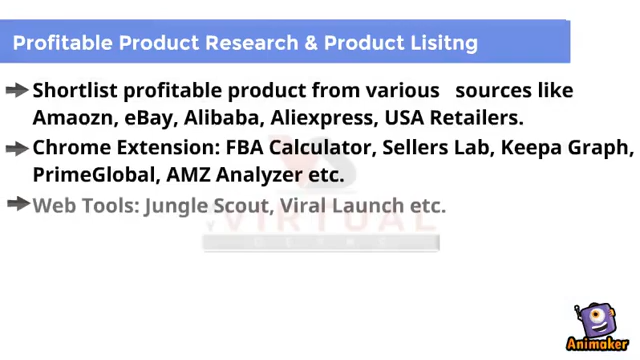 Profitable Product Research & Product Lisitng
Shortlist profitable product from various sources like
Amaozn, eBay, Alibaba, Aliexpress, USA Retailers.
Chrome Extension: FBA Calculator, Sellers Lab, Keepa Graph,
PrimeGlobal, AMZ Analyzer etc.
Web Tools: Jungle Scout, Viral Launch etc.
VIRTUAL
Animaker